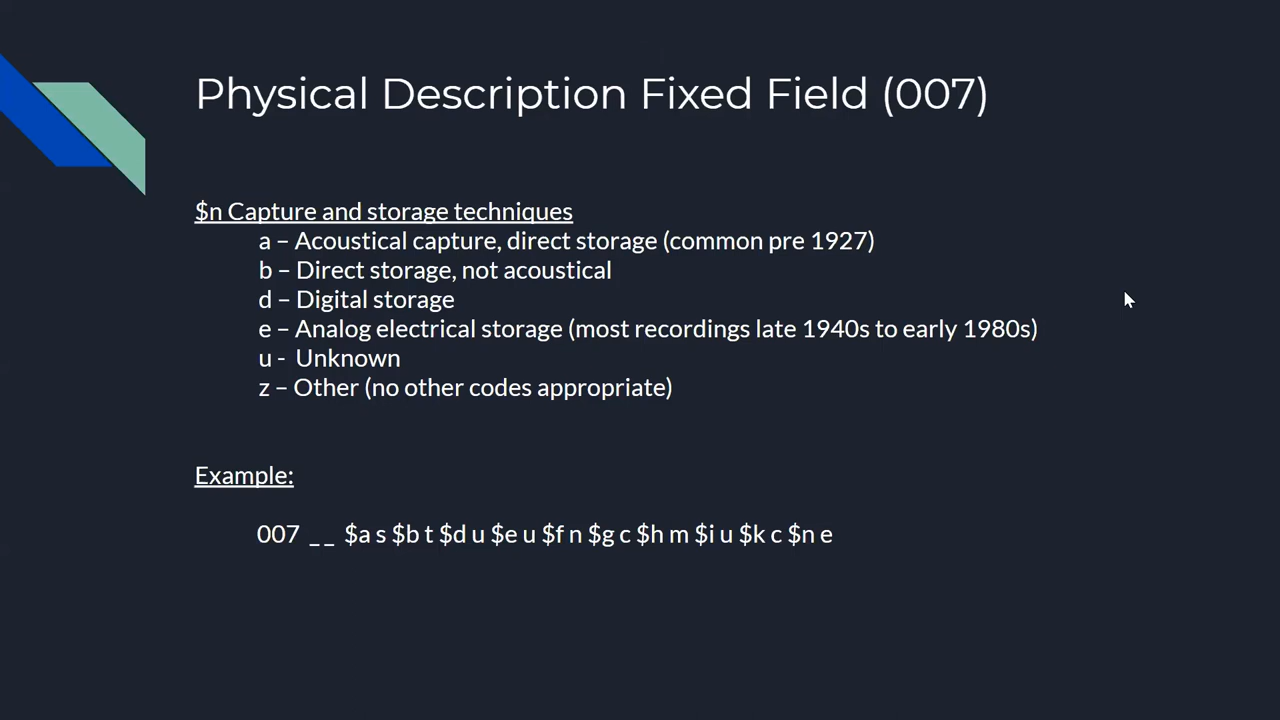 Physical Description Fixed Field (007)
$n Capture and storage techniques
a – Acoustical capture, direct storage (common pre 1927)
b – Direct storage, not acoustical
d – Digital storage
e – Analog electrical storage (most recordings late 1940s to early 1980s)
u - Unknown
z – Other (no other codes appropriate)
Example:
007 _ _ $a s $b t $d u $e u $f n $g c $h m $i u $k c $n e